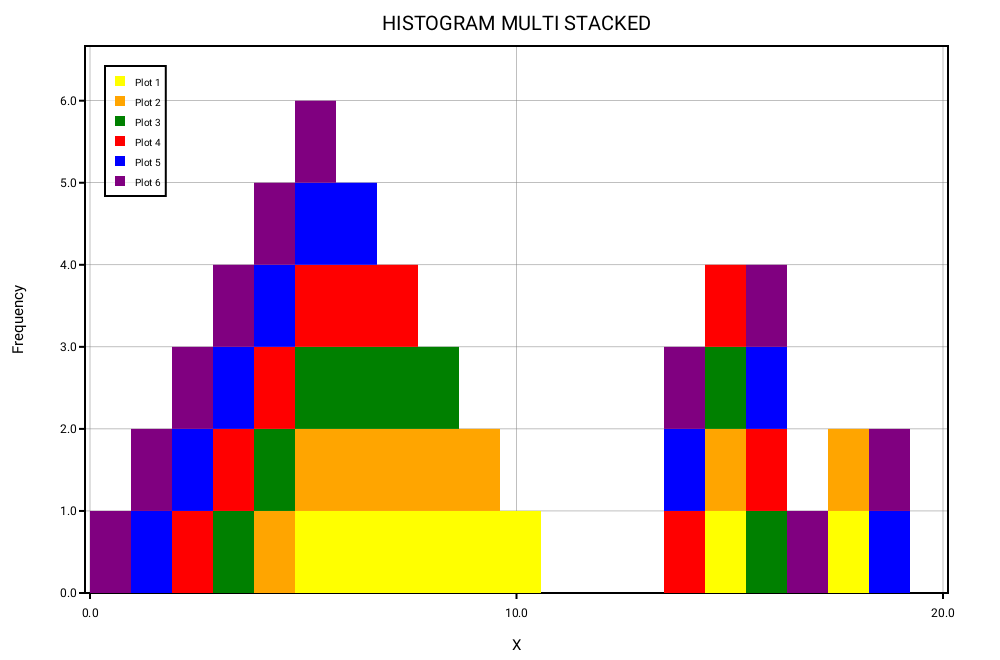 HISTOGRAM MULTI STACKED
Plot 1
Plot 2
Plot 3
Plot 4
Plot 5
Plot 6
6.0
5.0
4.0
3.0
2.0
1.0
0.0
Frequency
0.0 10.0 20.0
X